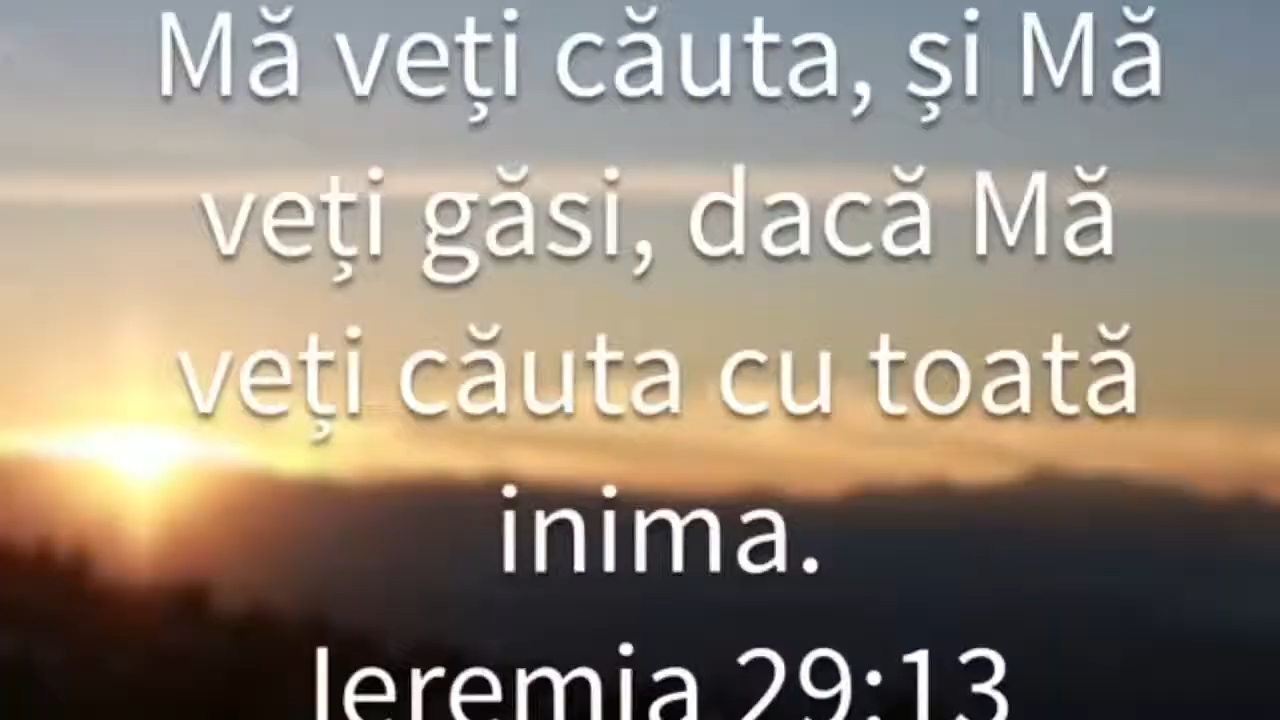 Mă veți căuta, și Mă
veți găsi, dacă Mă
veți căuta cu toată
inima.
Ieremia 29:13